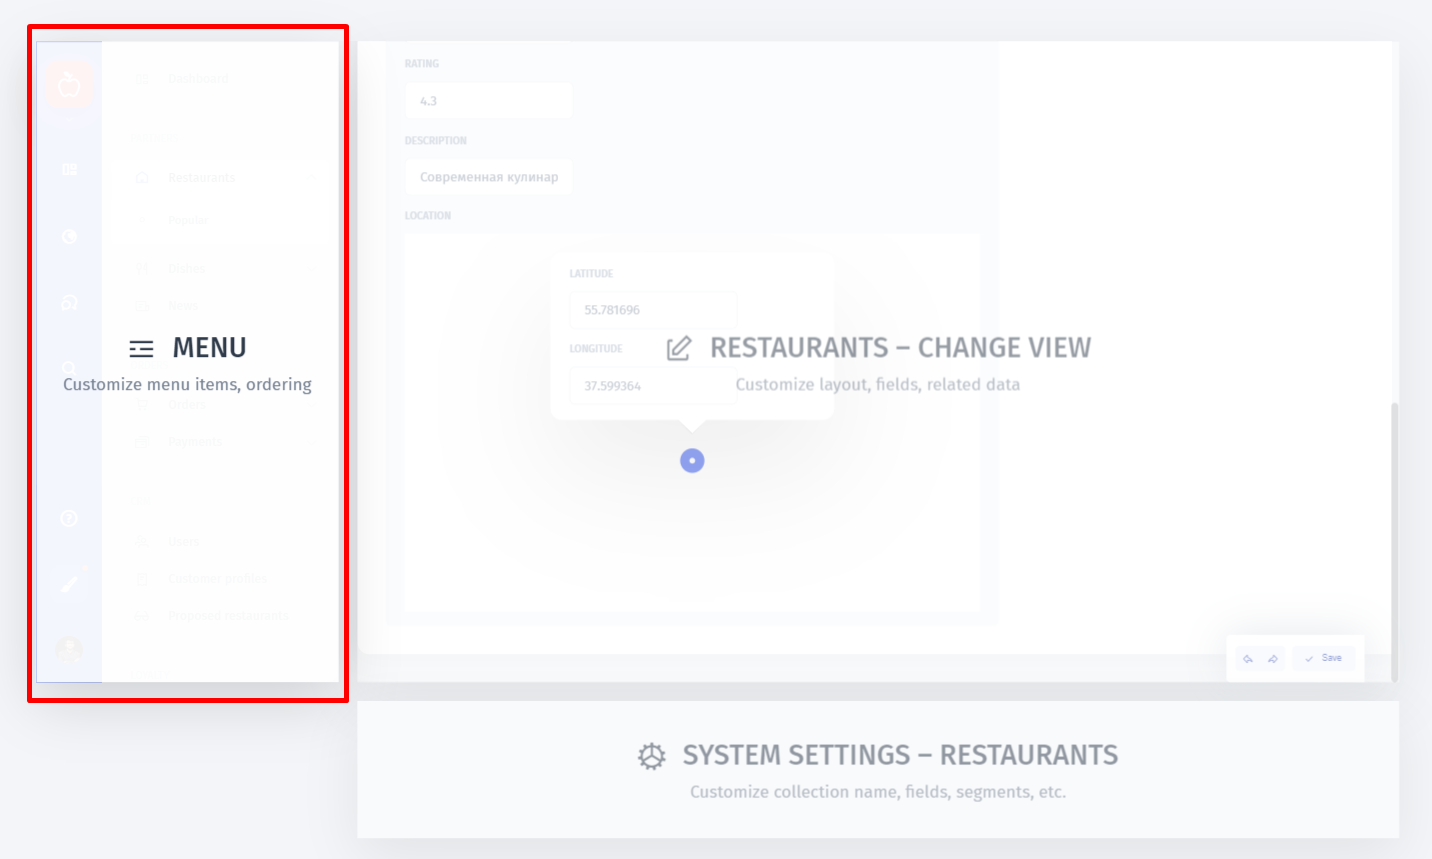 Dashboard
Restaurants
Popular
Dishes
News
MENU
Customize menu items, ordering
Orders
Payments
Users
Customer profiles
Proposed restaurants
RATING
4.3
DESCRIPTION
Современная кулинар
LOCATION
LATITUDE
55.781696
LONGITUDE
37.599364
RESTAURANTS – CHANGE VIEW
Customize layout, fields, related data
Save
SYSTEM SETTINGS – RESTAURANTS
Customize collection name, fields, segments, etc.